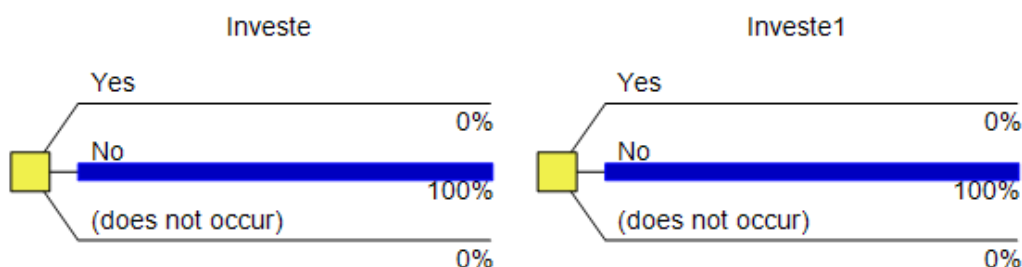 Investe
Yes
0%
No
100%
(does not occur)
0%
Investe1
Yes
0%
No
100%
(does not occur)
0%